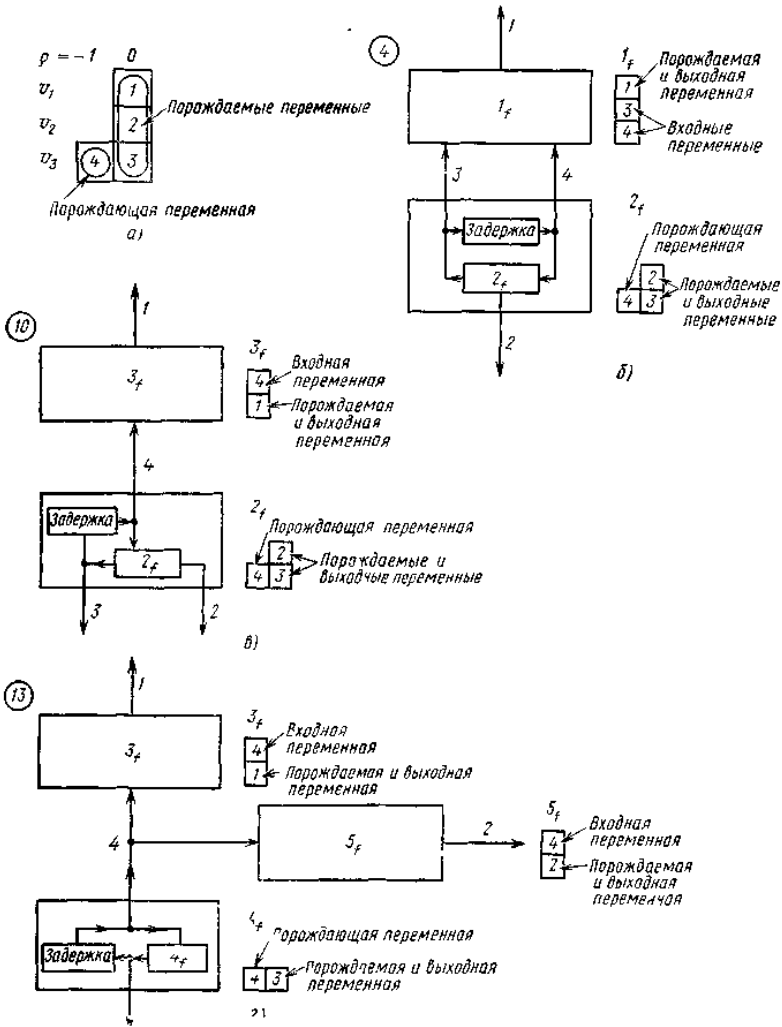 ρ = -1 0
v₁ 1
v₂ 2 Порождаемые переменные
v₃ 4 3
Порождающая переменная
а)
4
1
1f
1f
1
3
4
Порождаемая
и выходная
переменная
Входные
переменные
3 4
Задержка
2f
2
2f
Порождающая
переменная
2
4 3
Порождаемые
и выходные
переменные
б)
10
1
3f
3f
4
1
Входная
переменная
Порождаемая
и выходная
переменная
4
Задержка
2f
3 2
2f
Порождающая переменная
2
4 3
Порождаемые и
выходные переменные
в)
13
1
3f
3f
4
1
Входная
переменная
Порождаемая и выходная
переменная
4
5f
2
5f
4
2
Входная
переменная
Порождаемая
и выходная
переменная
Задержка
4f
4f
порождающая переменная
4 3
Порождаемая и выходная
переменная